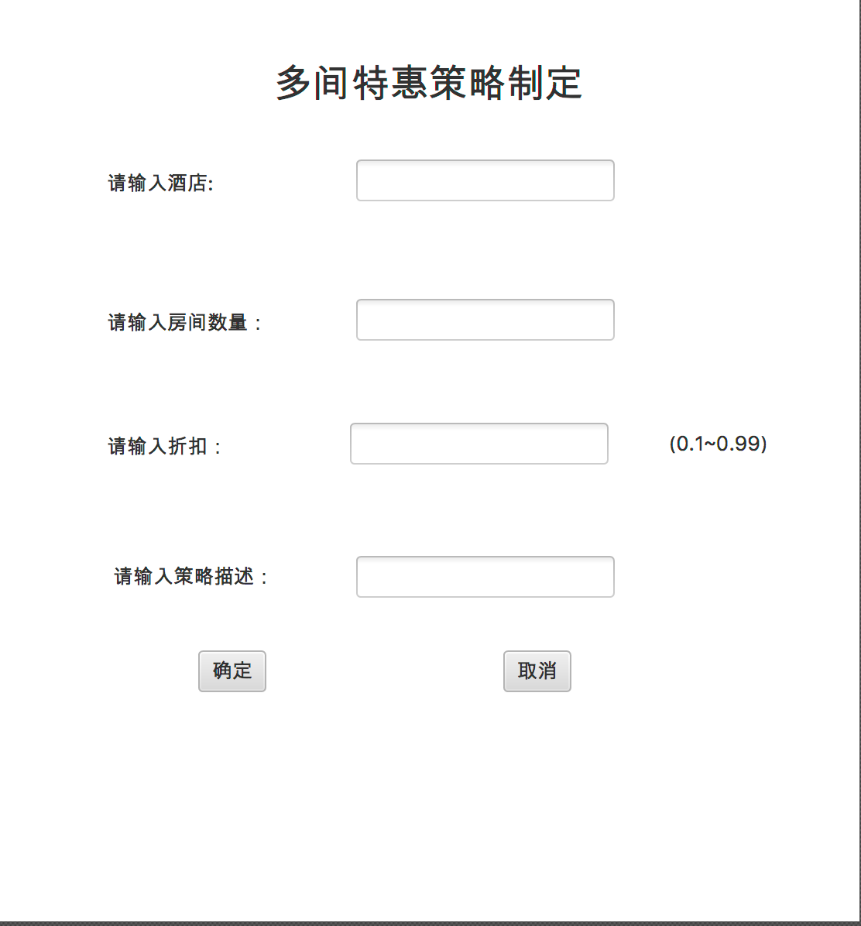 多间特惠策略制定
请输入酒店:
请输入房间数量：
请输入折扣：
(0.1~0.99)
请输入策略描述：
确定
取消